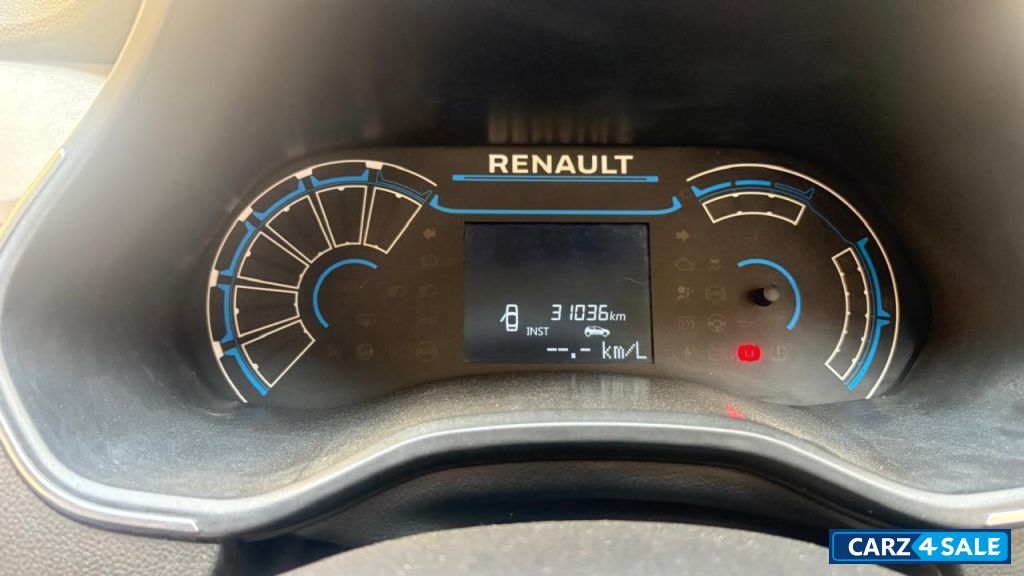 RENAULT
31036km
INST
--.- km/L
CARZ4SALE